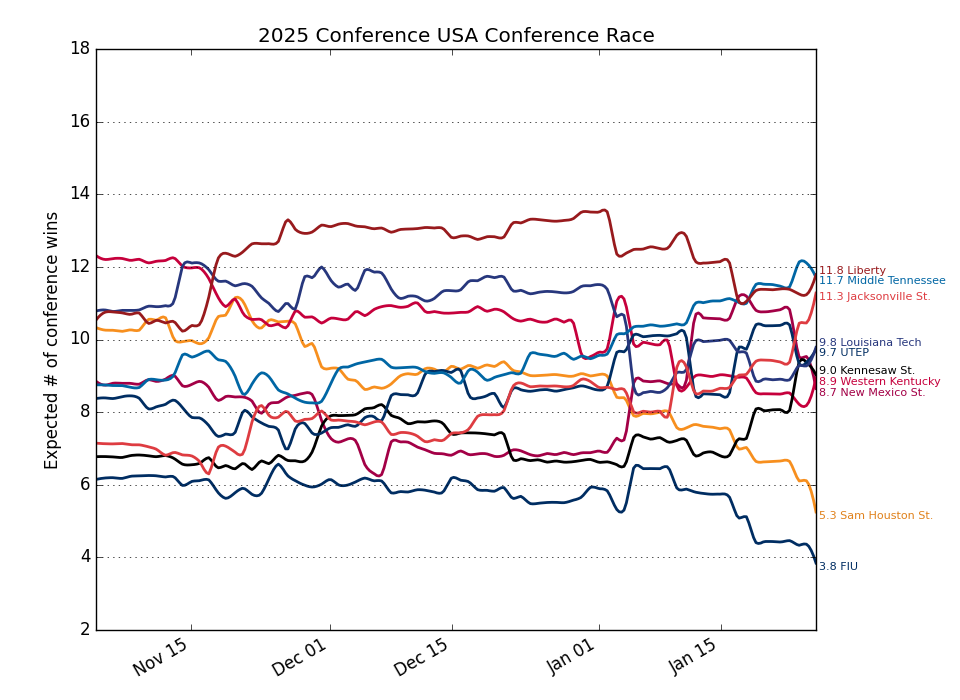 2025 Conference USA Conference Race
Expected # of conference wins
18
16
14
12
10
8
6
4
2
Nov 15
Dec 01
Dec 15
Jan 01
Jan 15
11.8 Liberty
11.7 Middle Tennessee
11.3 Jacksonville St.
9.8 Louisiana Tech
9.7 UTEP
9.0 Kennesaw St.
8.9 Western Kentucky
8.7 New Mexico St.
5.3 Sam Houston St.
3.8 FIU